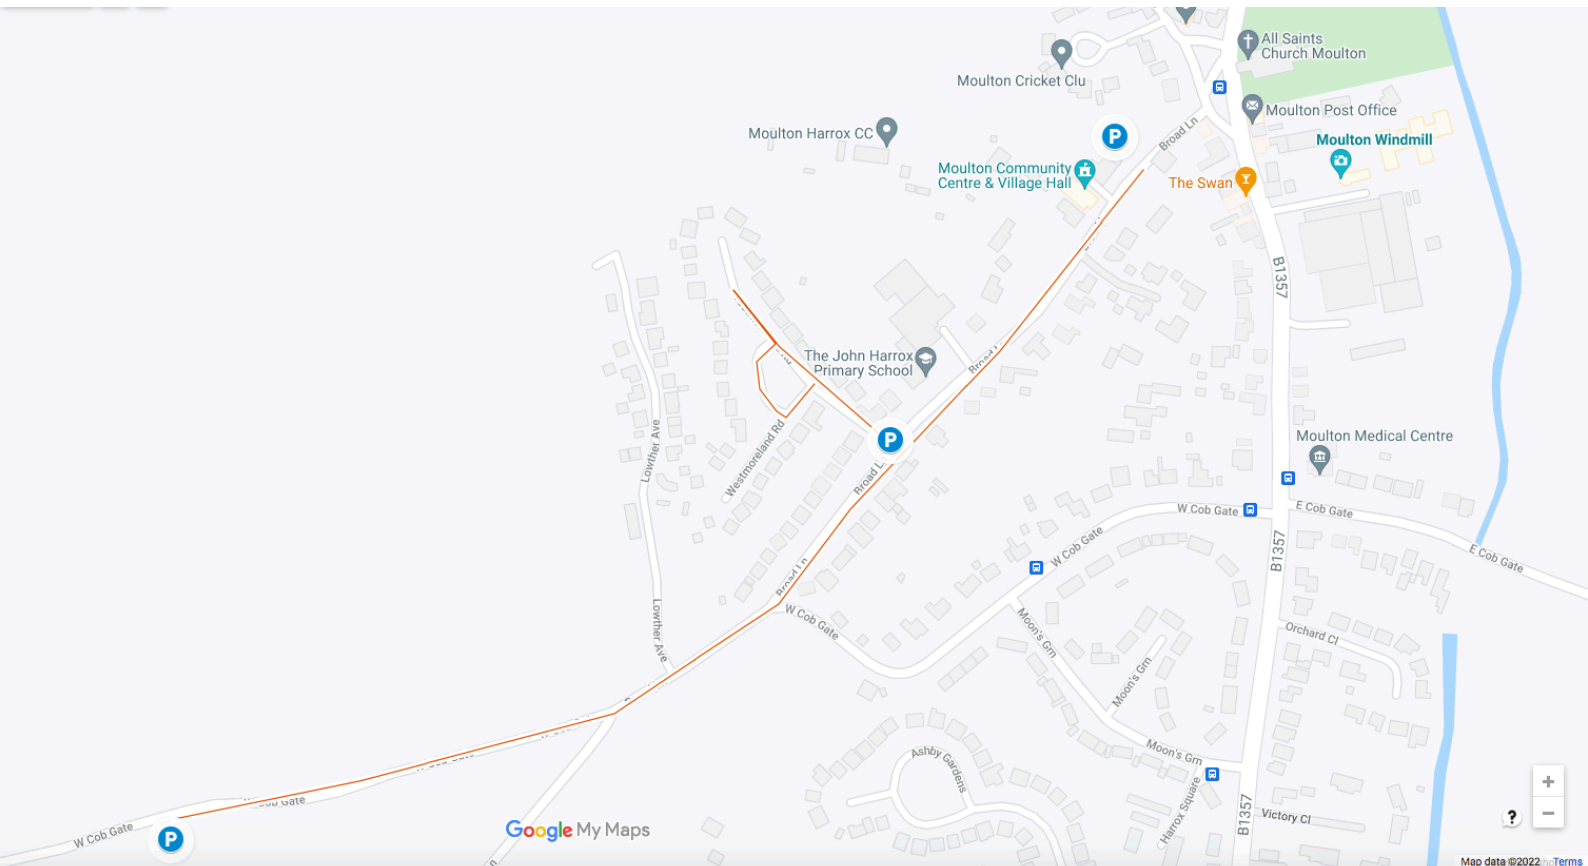 All Saints
Church Moulton
Moulton Cricket Clu
Moulton Post Office
Broad Ln
Moulton Harrox CC
Moulton Windmill
Moulton Community
Centre & Village Hall
The Swan
P
B1357
The John Harrox
Primary School
Lowther Ave
Westmoreland Rd
P
Moulton Medical Centre
W Cob Gate
E Cob Gate
W Cob Gate
B1357
E Cob Gate
Broad Ln
Lowther Ave
W Cob Gate
Moon's Grn
Orchard Cl
Moon's Grn
Moon's Grn
Ashby Gardens
Harrox Square
B1357
Victory Cl
W Cob Gate
P
Google My Maps
+
−
?
Map data ©2022
Terms